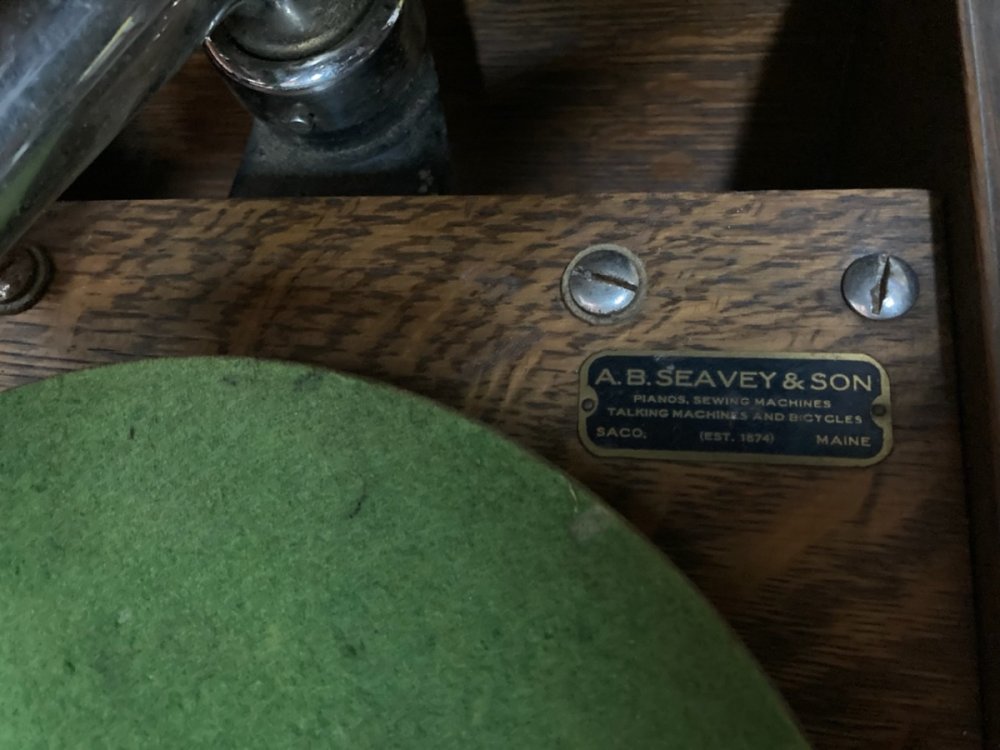 A.B. SEAVEY & SON
PIANOS, SEWING MACHINES
TALKING MACHINES AND BICYCLES
SACO, (EST. 1874) MAINE